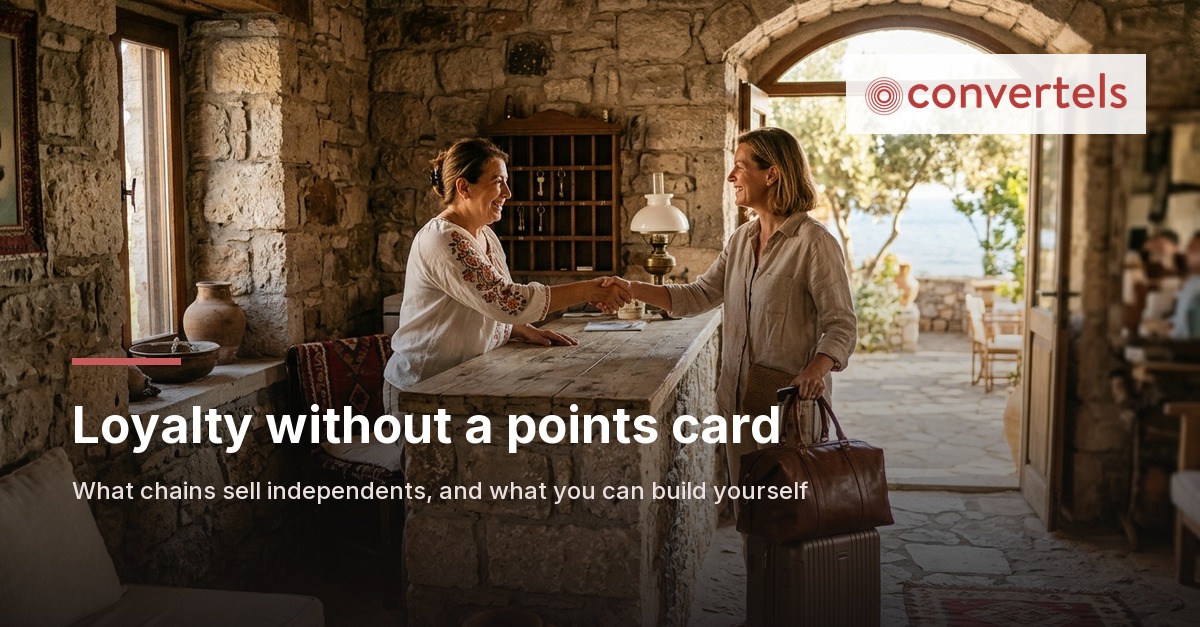 convertels
Loyalty without a points card
What chains sell independents, and what you can build yourself